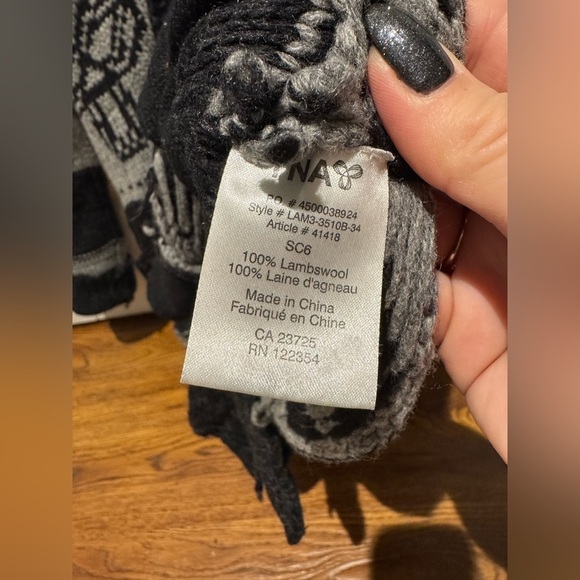 YNA
PO # 4500038924
Style # LAM3-3510B-34
Article # 41418
SC6
100% Lambswool
100% Laine d'agneau
Made in China
Fabriqué en Chine
CA 23725
RN 122354